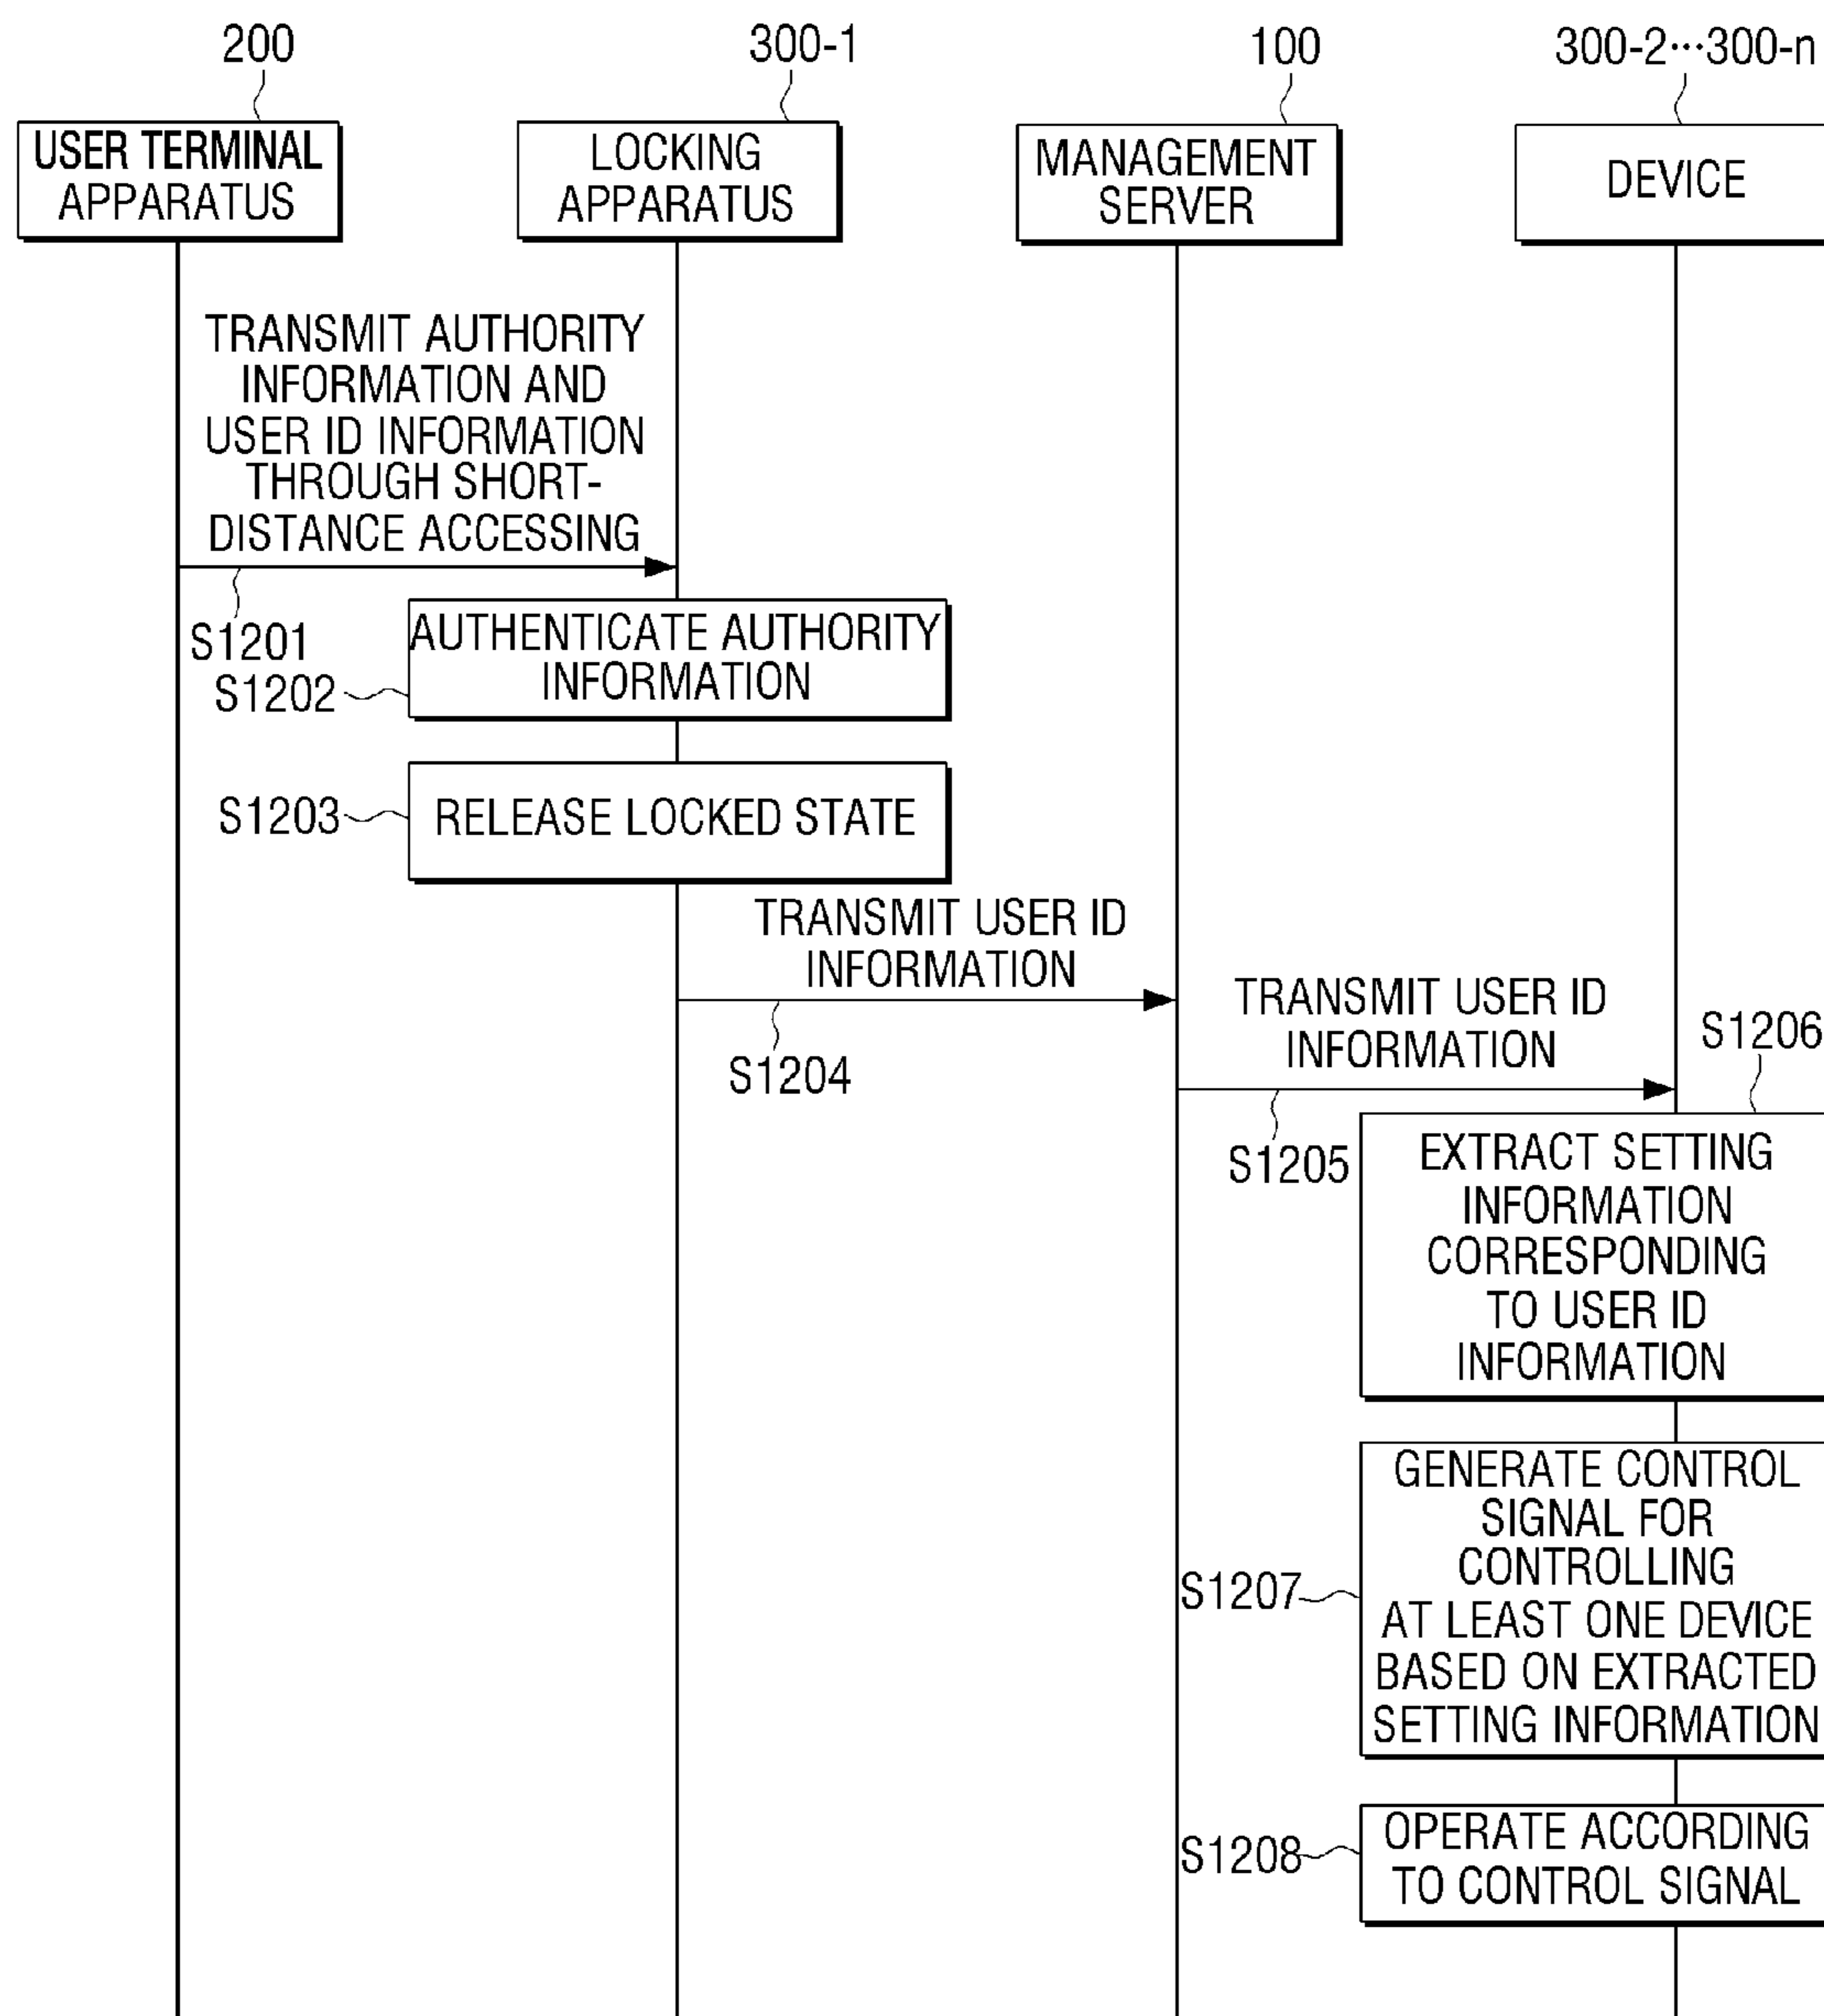 200
300-1
100
300-2···300-n
USER TERMINAL
APPARATUS
LOCKING
APPARATUS
MANAGEMENT
SERVER
DEVICE
TRANSMIT AUTHORITY
INFORMATION AND
USER ID INFORMATION
THROUGH SHORT-
DISTANCE ACCESSING
S1201
AUTHENTICATE AUTHORITY
INFORMATION
S1202
S1203
RELEASE LOCKED STATE
TRANSMIT USER ID
INFORMATION
S1204
TRANSMIT USER ID
INFORMATION
S1205
S1206
EXTRACT SETTING
INFORMATION
CORRESPONDING
TO USER ID
INFORMATION
GENERATE CONTROL
SIGNAL FOR
CONTROLLING
AT LEAST ONE DEVICE
BASED ON EXTRACTED
SETTING INFORMATION
S1207
OPERATE ACCORDING
TO CONTROL SIGNAL
S1208